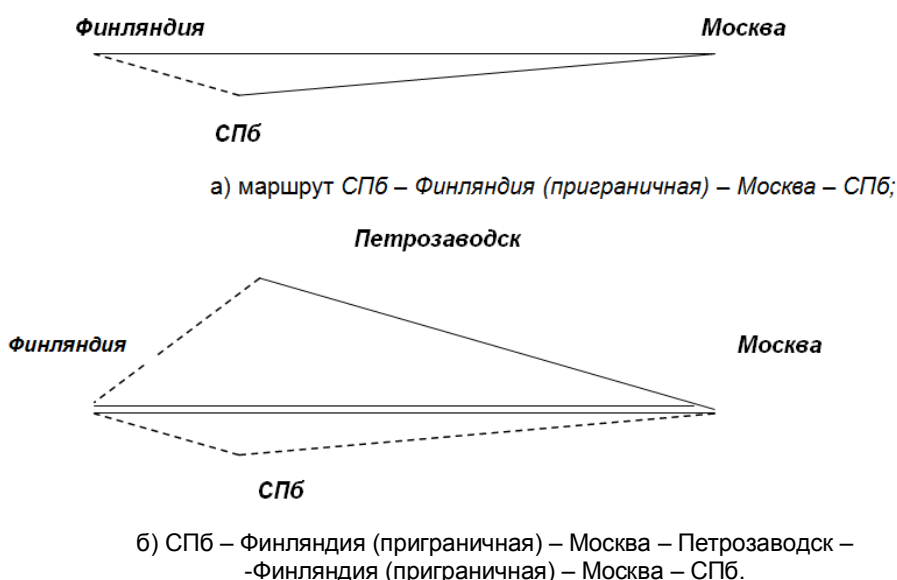 Финляндия Москва
СПб
а) маршрут СПб – Финляндия (приграничная) – Москва – СПб;
Петрозаводск
Финляндия Москва
СПб
б) СПб – Финляндия (приграничная) – Москва – Петрозаводск –
-Финляндия (приграничная) – Москва – СПб.